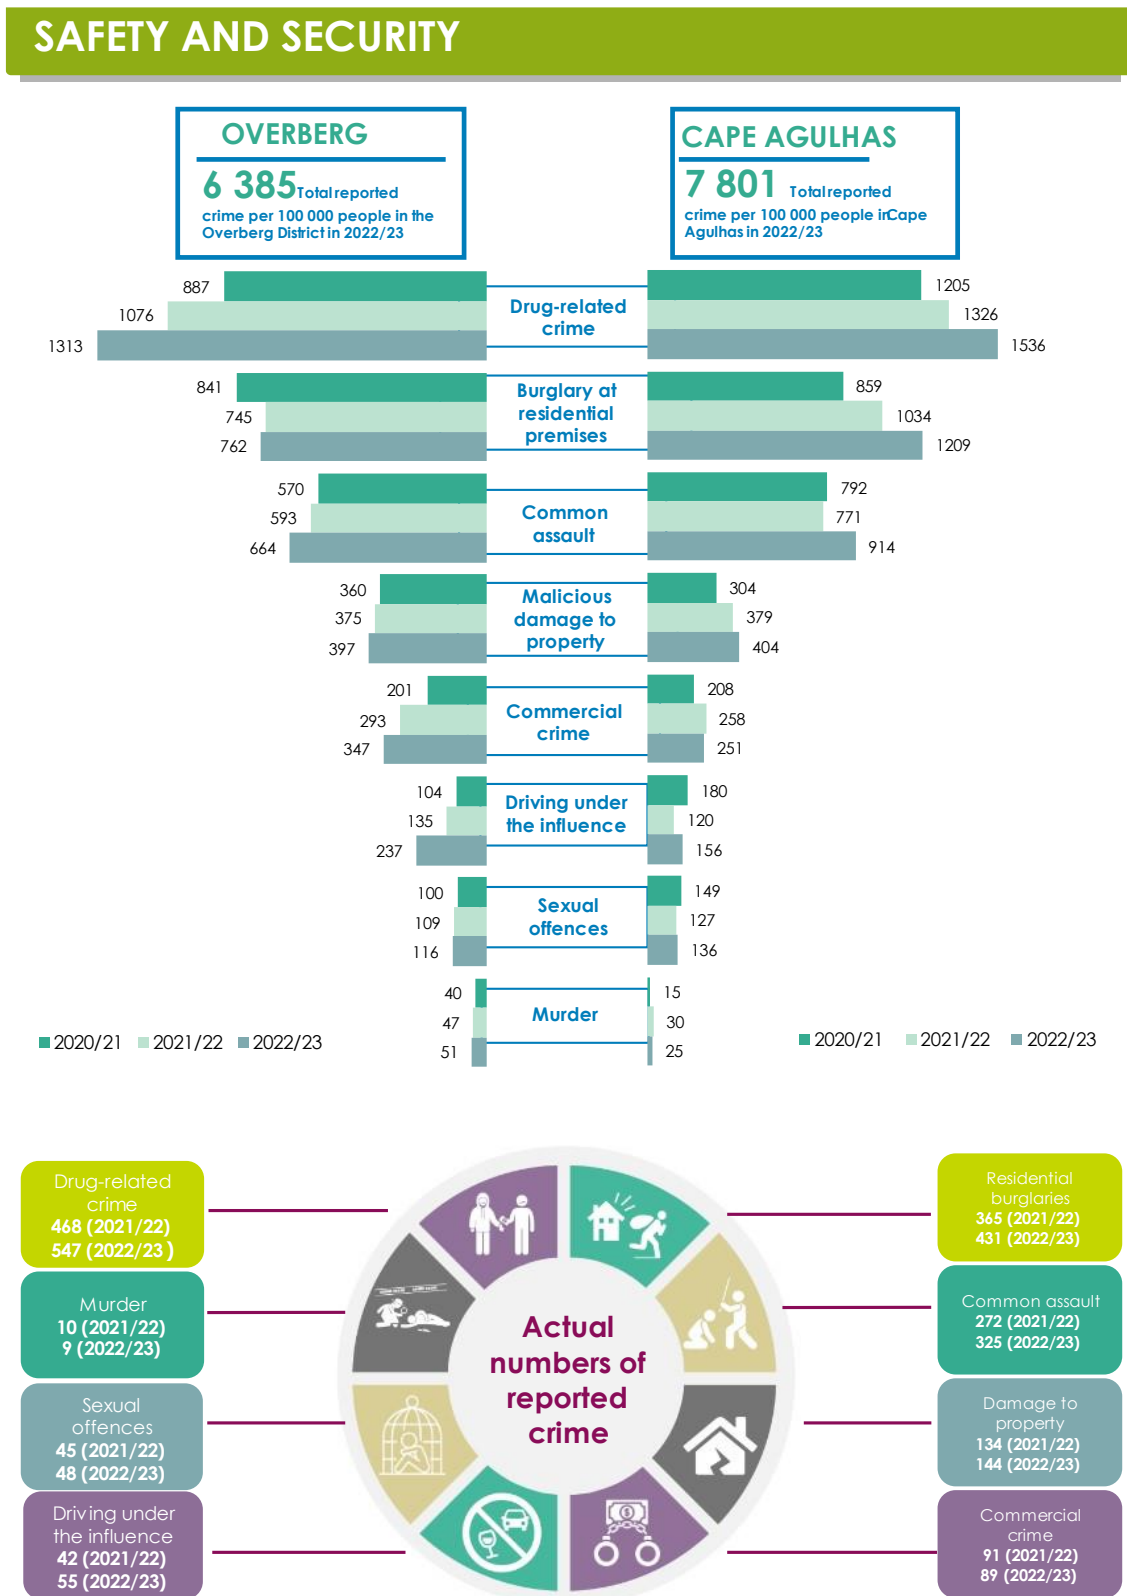 SAFETY AND SECURITY
OVERBERG
6 385 Total reported
crime per 100 000 people in the
Overberg District in 2022/23
CAPE AGULHAS
7 801 Total reported
crime per 100 000 people in Cape
Agulhas in 2022/23
887
1076
1313
Drug-related
crime
1205
1326
1536
841
745
762
Burglary at
residential
premises
859
1034
1209
570
593
664
Common
assault
792
771
914
360
375
397
Malicious
damage to
property
304
379
404
201
293
347
Commercial
crime
208
258
251
104
135
237
Driving under
the influence
180
120
156
100
109
116
Sexual
offences
149
127
136
40
47
51
Murder
15
30
25
2020/21 2021/22 2022/23
2020/21 2021/22 2022/23
Drug-related
crime
468 (2021/22)
547 (2022/23 )
Murder
10 (2021/22)
9 (2022/23)
Sexual
offences
45 (2021/22)
48 (2022/23)
Driving under
the influence
42 (2021/22)
55 (2022/23)
Actual
numbers of
reported
crime
Residential
burglaries
365 (2021/22)
431 (2022/23)
Common assault
272 (2021/22)
325 (2022/23)
Damage to
property
134 (2021/22)
144 (2022/23)
Commercial
crime
91 (2021/22)
89 (2022/23)